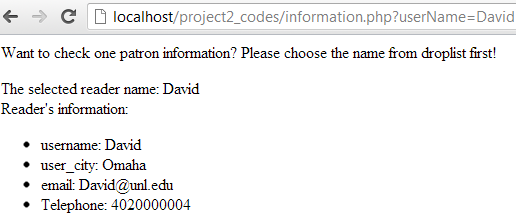 localhost/project2_codes/information.php?userName=David
Want to check one patron information? Please choose the name from droplist first!
The selected reader name: David
Reader's information:
username: David
user_city: Omaha
email: David@unl.edu
Telephone: 4020000004